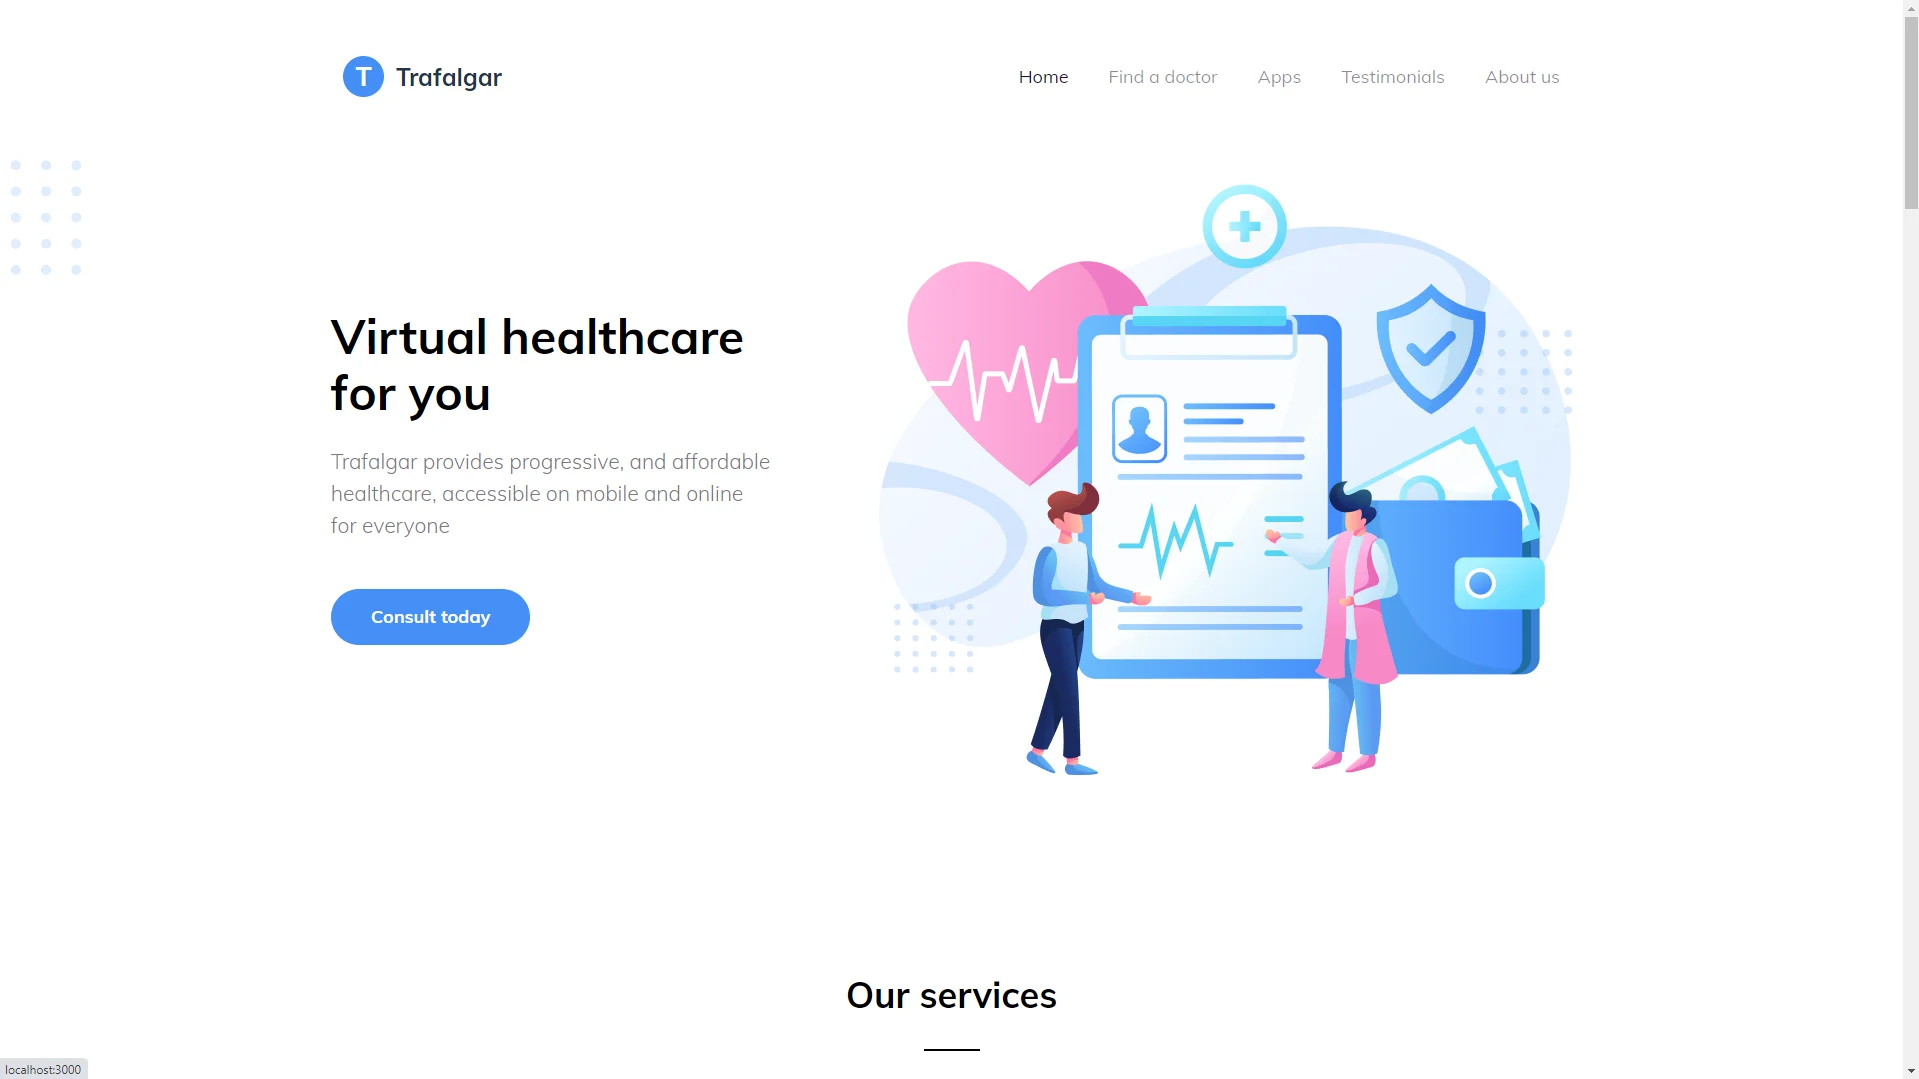 T Trafalgar
Home Find a doctor Apps Testimonials About us
Virtual healthcare
for you
Trafalgar provides progressive, and affordable
healthcare, accessible on mobile and online
for everyone
Consult today
Our services
localhost:3000